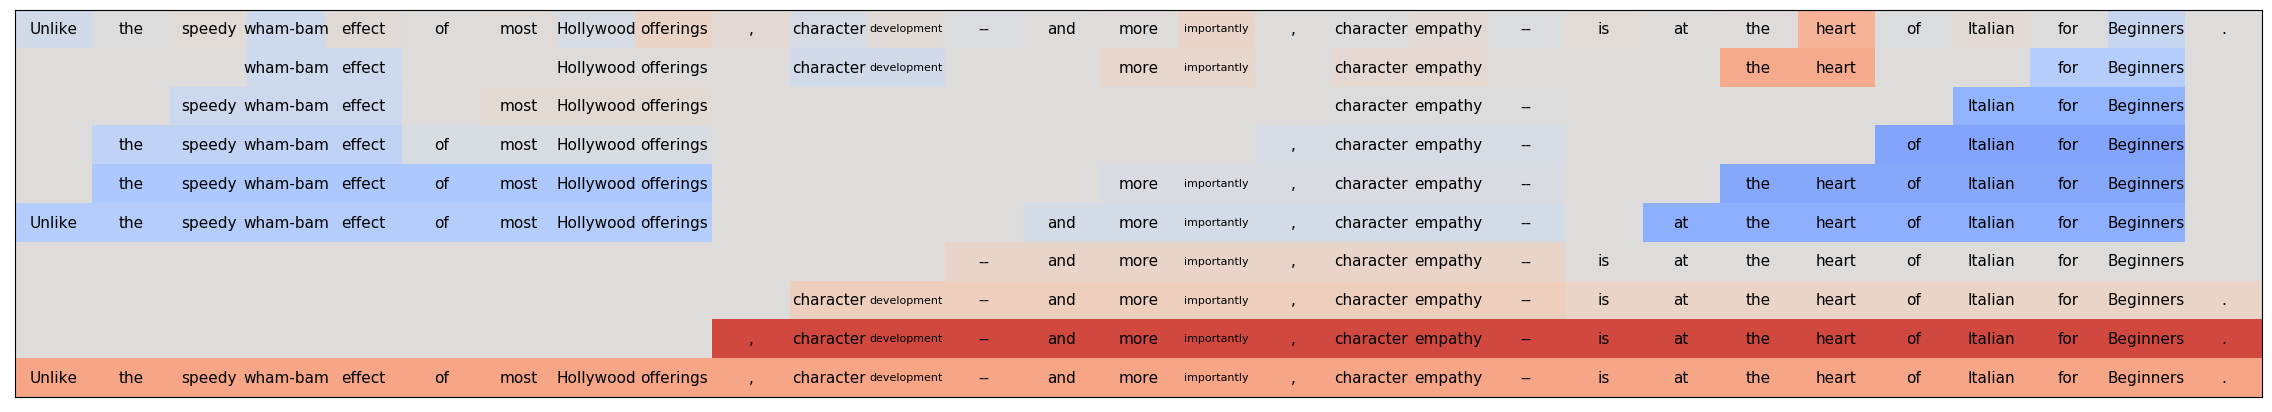 Unlike the speedy wham-bam effect of most Hollywood offerings , character development -- and more importantly , character empathy -- is at the heart of Italian for Beginners .
wham-bam effect Hollywood offerings character development more importantly character empathy the heart for Beginners
speedy wham-bam effect most Hollywood offerings character empathy -- Italian for Beginners
the speedy wham-bam effect of most Hollywood offerings , character empathy -- of Italian for Beginners
the speedy wham-bam effect of most Hollywood offerings more importantly , character empathy -- the heart of Italian for Beginners
Unlike the speedy wham-bam effect of most Hollywood offerings and more importantly , character empathy -- at the heart of Italian for Beginners
-- and more importantly , character empathy -- is at the heart of Italian for Beginners
character development -- and more importantly , character empathy -- is at the heart of Italian for Beginners .
, character development -- and more importantly , character empathy -- is at the heart of Italian for Beginners .
Unlike the speedy wham-bam effect of most Hollywood offerings , character development -- and more importantly , character empathy -- is at the heart of Italian for Beginners .